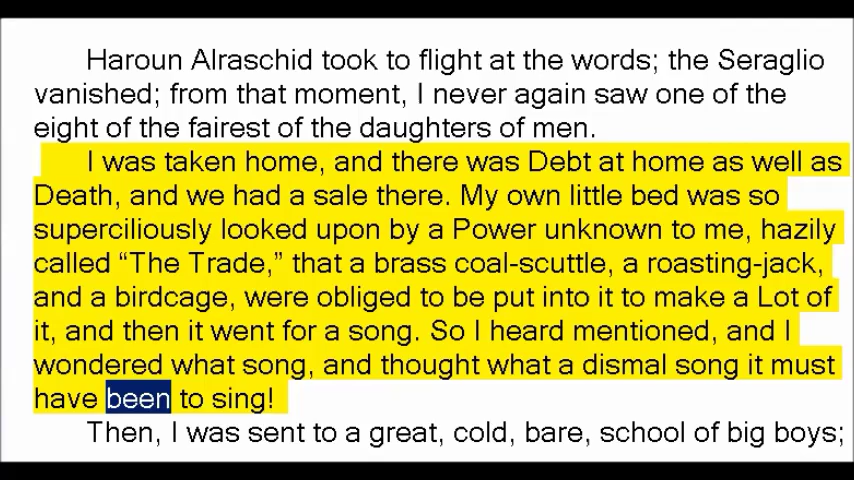 Haroun Alraschid took to flight at the words; the Seraglio
vanished; from that moment, I never again saw one of the
eight of the fairest of the daughters of men.
I was taken home, and there was Debt at home as well as
Death, and we had a sale there. My own little bed was so
superciliously looked upon by a Power unknown to me, hazily
called “The Trade,” that a brass coal-scuttle, a roasting-jack,
and a birdcage, were obliged to be put into it to make a Lot of
it, and then it went for a song. So I heard mentioned, and I
wondered what song, and thought what a dismal song it must
have been to sing!
Then, I was sent to a great, cold, bare, school of big boys;